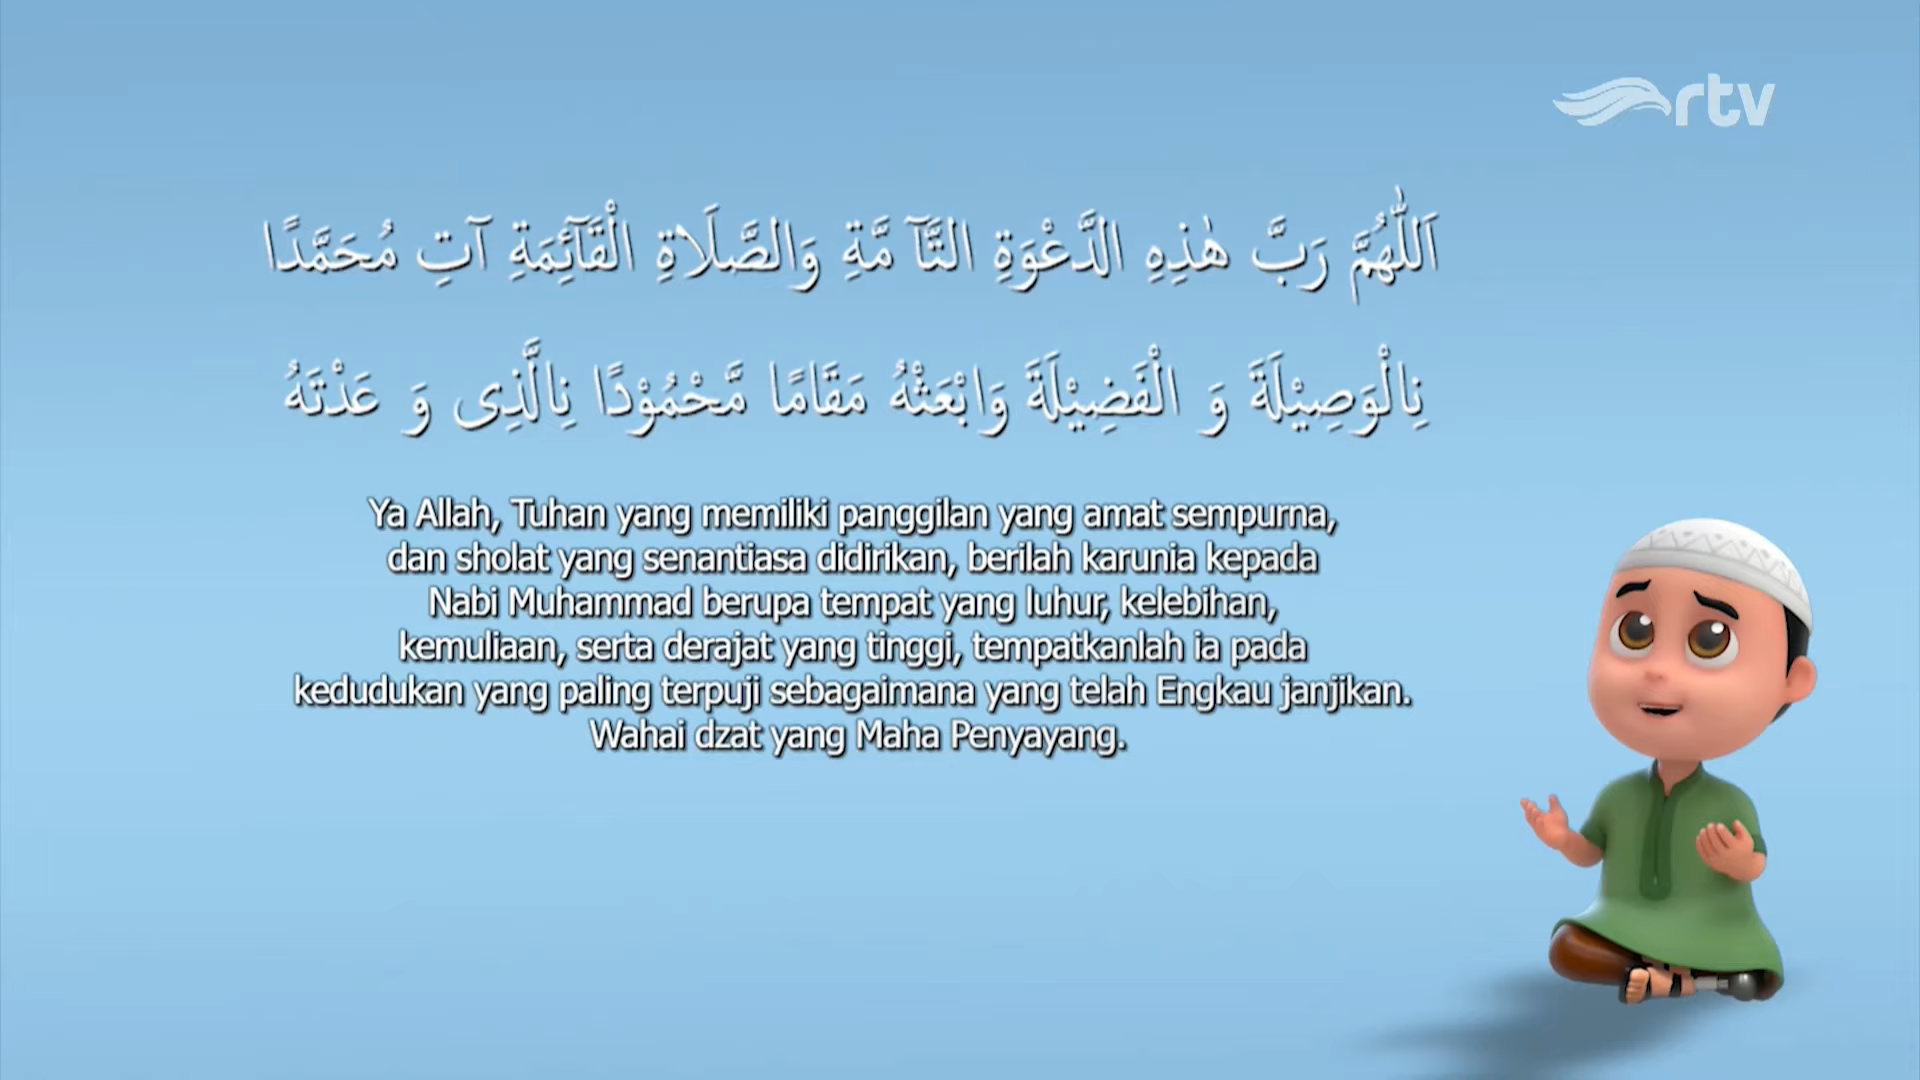 rtv
اَللّٰهُمَّ رَبَّ هٰذِهِ الدَّعْوَةِ التَّآ مَّةِ وَالصَّلَاةِ الْقَآئِمَةِ آتِ مُحَمَّدًا
نِالْوَصِيْلَةَ وَ الْفَضِيْلَةَ وَابْعَثْهُ مَقَامًا مَّحْمُوْدًا نِالَّذِى وَ عَدْتَهُ
Ya Allah, Tuhan yang memiliki panggilan yang amat sempurna,
dan sholat yang senantiasa didirikan, berilah karunia kepada
Nabi Muhammad berupa tempat yang luhur, kelebihan,
kemuliaan, serta derajat yang tinggi, tempatkanlah ia pada
kedudukan yang paling terpuji sebagaimana yang telah Engkau janjikan.
Wahai dzat yang Maha Penyayang.